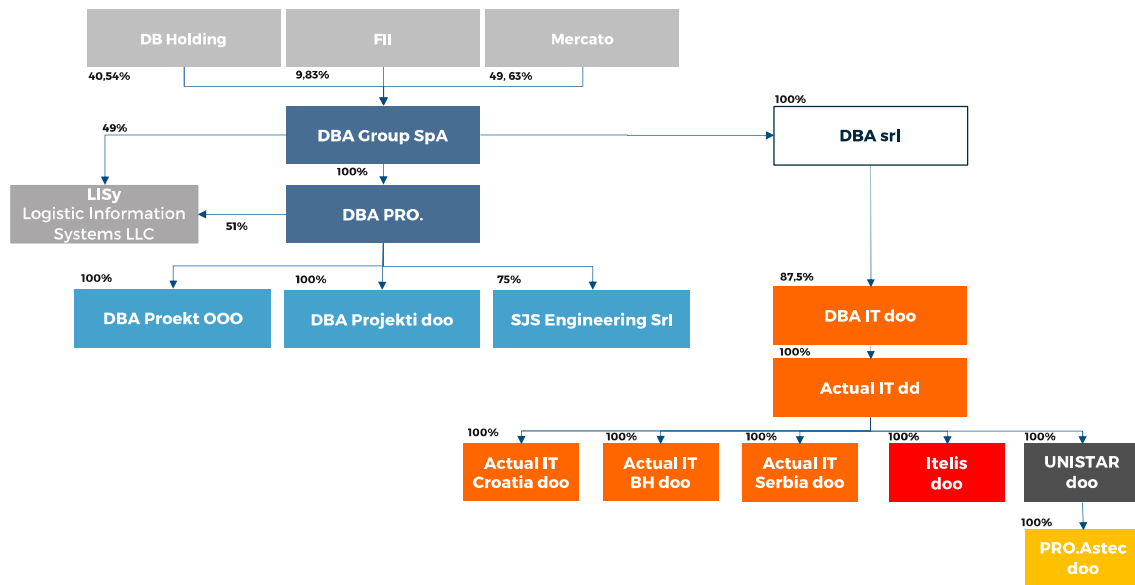 DB Holding
FII
Mercato
40,54%
9,83%
49, 63%
100%
DBA Group SpA
DBA srl
49%
100%
LISy
Logistic Information
Systems LLC
DBA PRO.
51%
100%
100%
75%
87,5%
DBA Proekt OOO
DBA Projekti doo
SJS Engineering Srl
DBA IT doo
100%
Actual IT dd
100%
100%
100%
100%
100%
Actual IT
Croatia doo
Actual IT
BH doo
Actual IT
Serbia doo
Itelis
doo
UNISTAR
doo
100%
PRO.Astec
doo